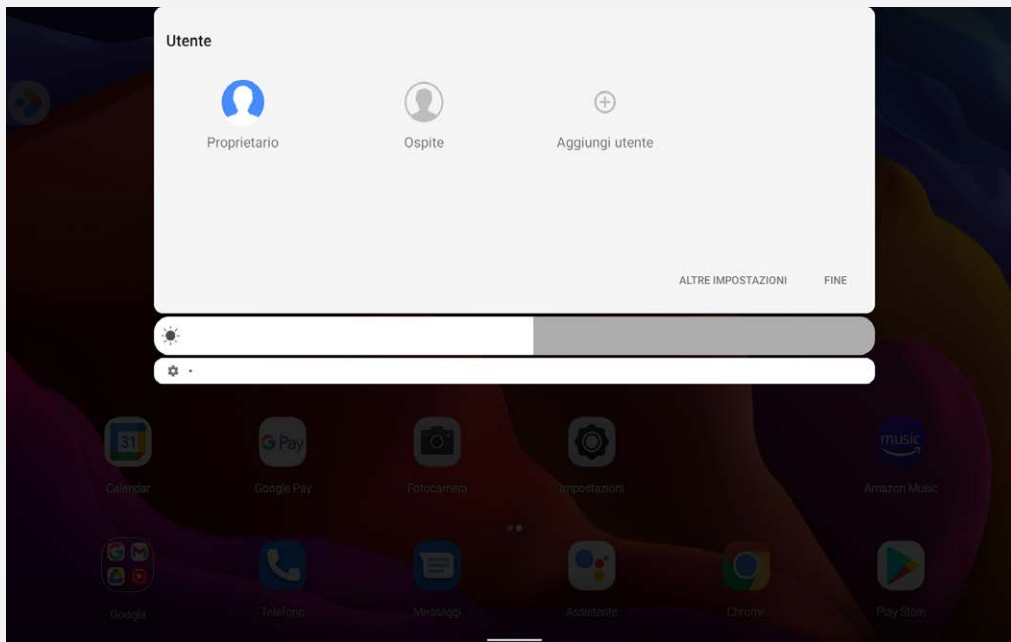 Utente
Proprietario Ospite Aggiungi utente
ALTRE IMPOSTAZIONI FINE
31 G Pay music
Calendar Google Pay Fotocamera Impostazioni Amazon Music
Google Telefono Messaggi Assistente Chrome Play Store